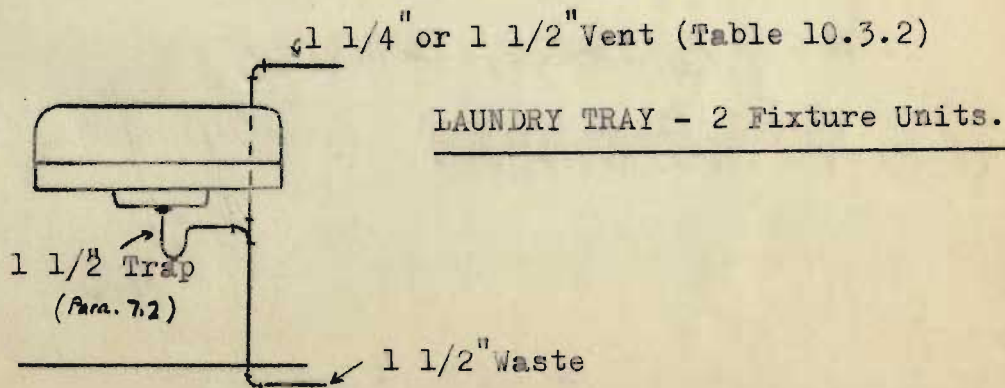 1 1/4" or 1 1/2" Vent (Table 10.3.2)
LAUNDRY TRAY - 2 Fixture Units.
1 1/2" Trap
(Para. 7.2)
1 1/2" Waste